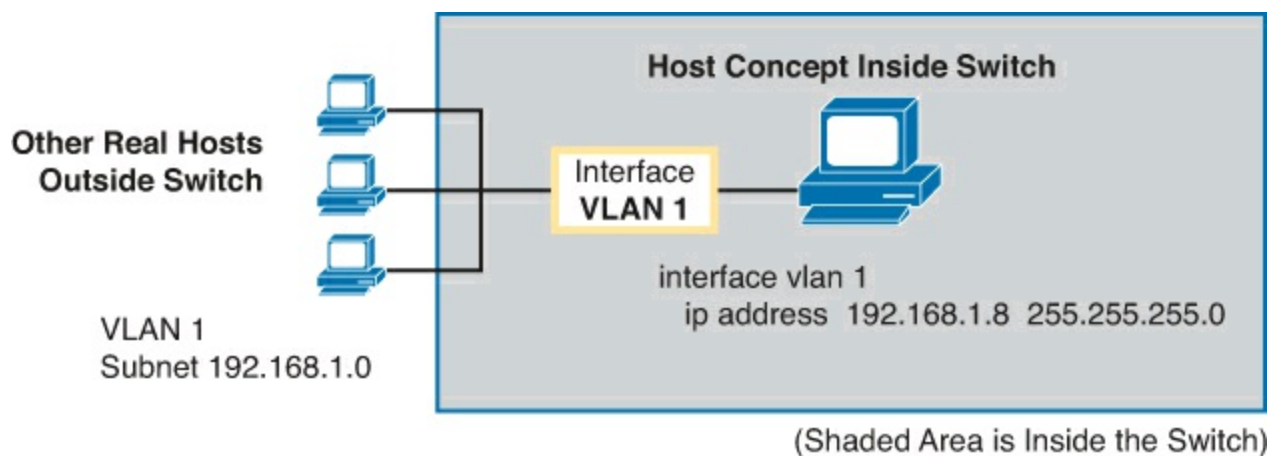 Host Concept Inside Switch
Other Real Hosts
Outside Switch
Interface
VLAN 1
interface vlan 1
ip address 192.168.1.8 255.255.255.0
VLAN 1
Subnet 192.168.1.0
(Shaded Area is Inside the Switch)